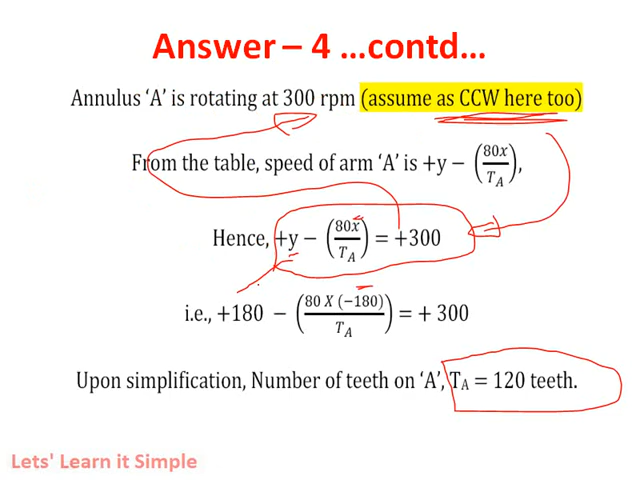 Answer – 4 ...contd...
Annulus ‘A’ is rotating at 300 rpm (assume as CCW here too)
From the table, speed of arm ‘A’ is +y − (80x/T_A),
Hence, +y − (80x/T_A) = +300
i.e., +180 − (80 X (−180)/T_A) = + 300
Upon simplification, Number of teeth on ‘A’, T_A = 120 teeth.
Lets' Learn it Simple